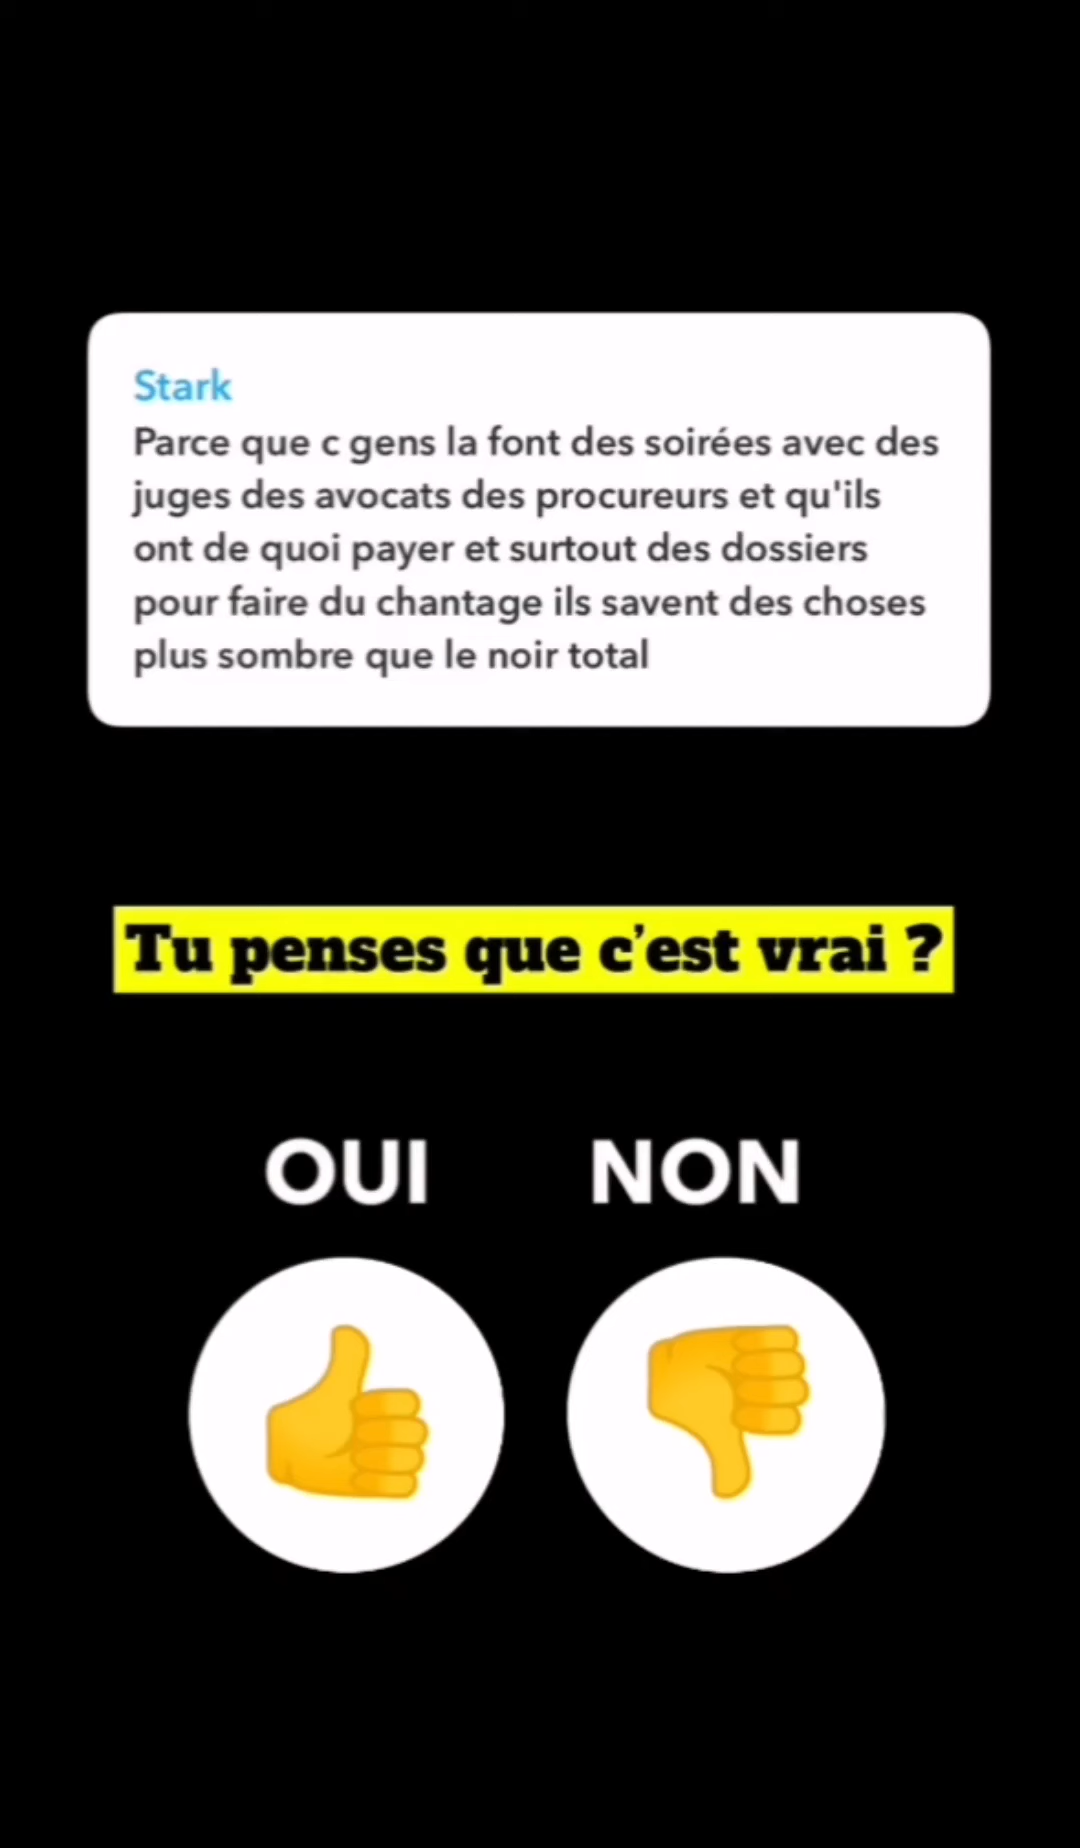 Stark
Parce que c gens la font des soirées avec des
juges des avocats des procureurs et qu'ils
ont de quoi payer et surtout des dossiers
pour faire du chantage ils savent des choses
plus sombre que le noir total
Tu penses que c’est vrai ?
OUI NON